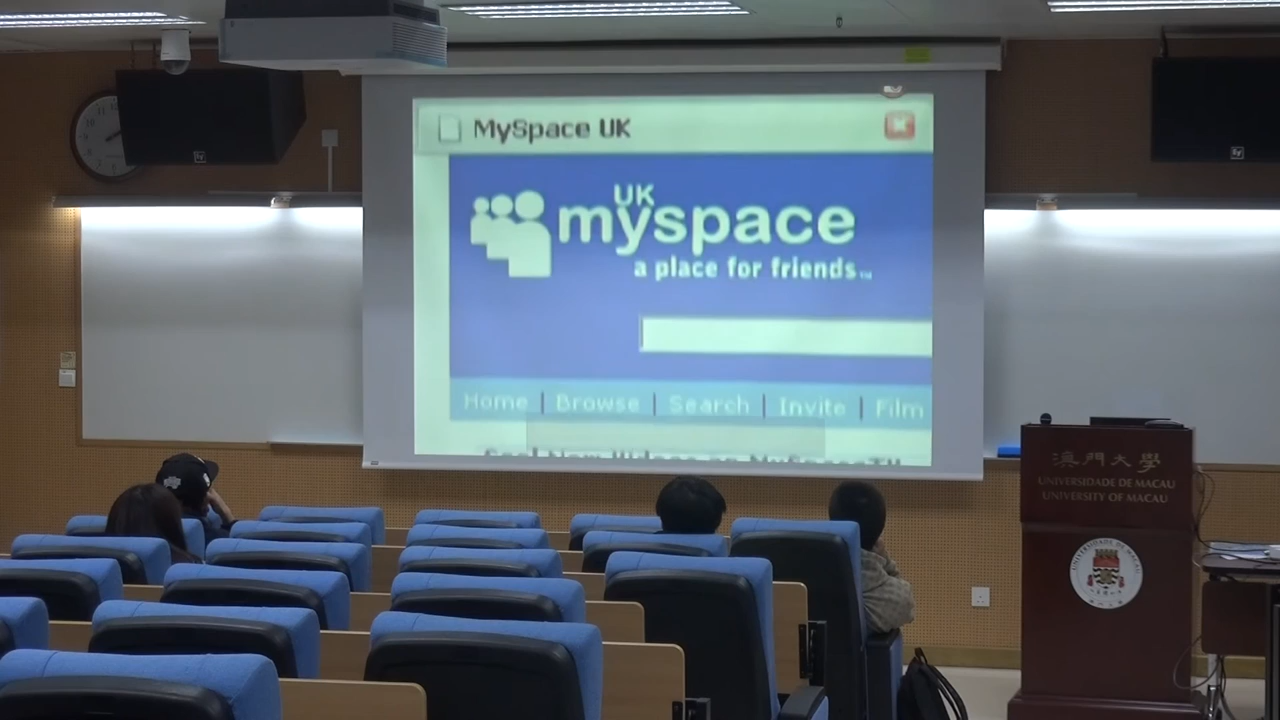 MySpace UK
UK
myspace
a place for friends
Home | Browse | Search | Invite | Film
澳門大學
UNIVERSIDADE DE MACAU
UNIVERSITY OF MACAU